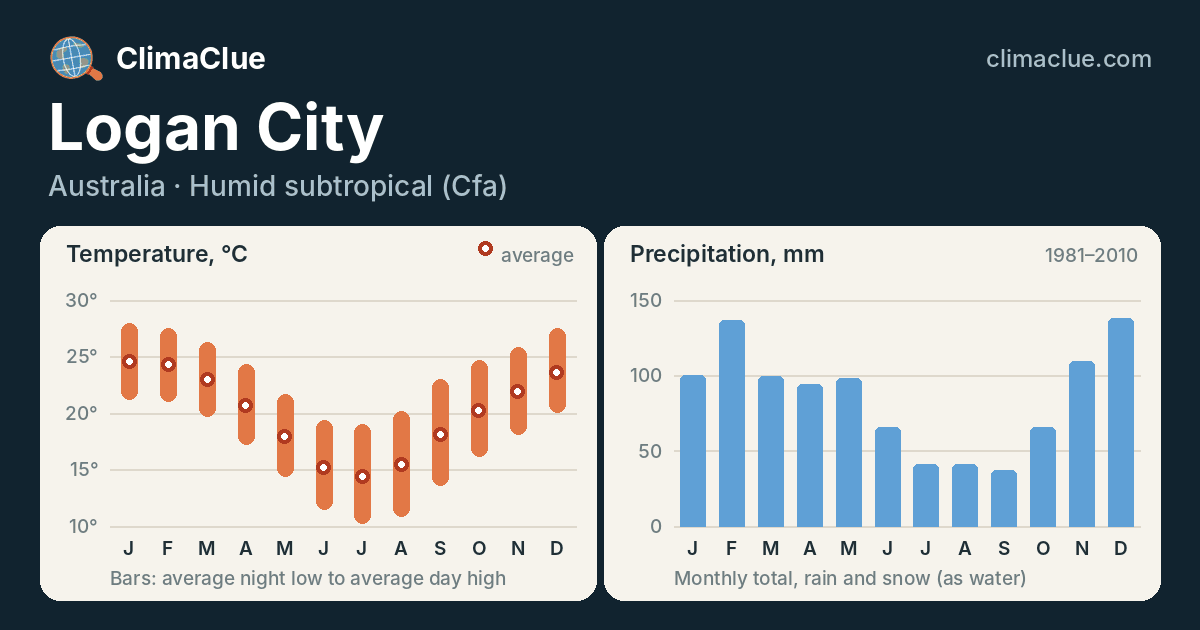 ClimaClue
climaclue.com
Logan City
Australia · Humid subtropical (Cfa)
Temperature, °C
average
30°
25°
20°
15°
10°
J F M A M J J A S O N D
Bars: average night low to average day high
Precipitation, mm
1981–2010
150
100
50
0
J F M A M J J A S O N D
Monthly total, rain and snow (as water)